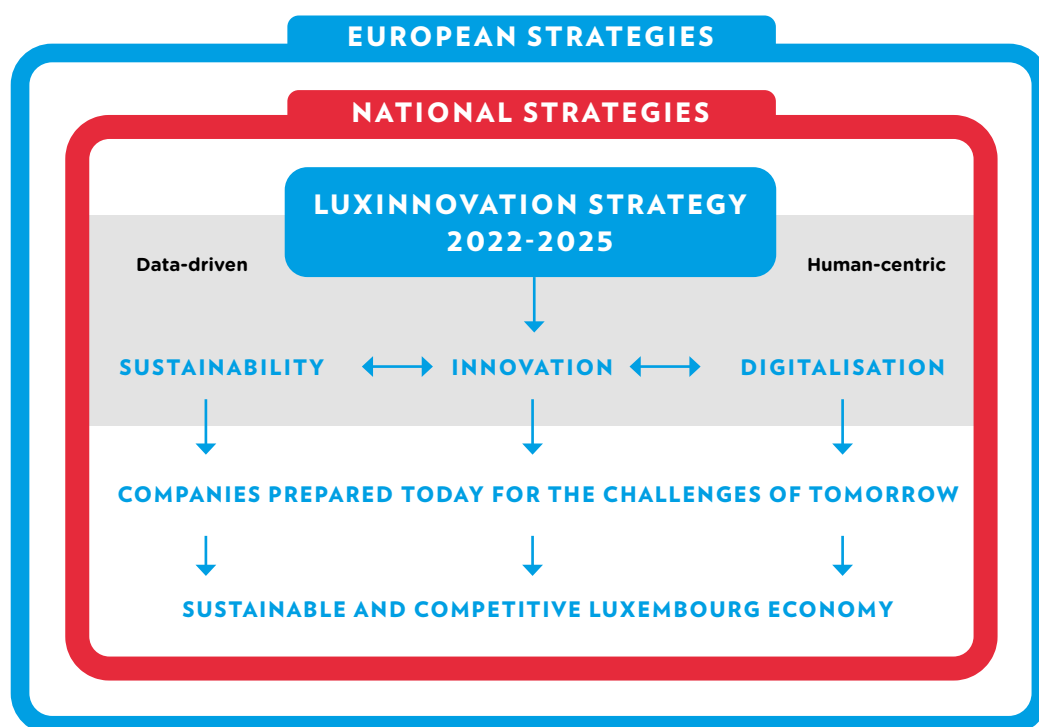 EUROPEAN STRATEGIES
NATIONAL STRATEGIES
LUXINNOVATION STRATEGY
2022-2025
Data-driven
Human-centric
SUSTAINABILITY
INNOVATION
DIGITALISATION
COMPANIES PREPARED TODAY FOR THE CHALLENGES OF TOMORROW
SUSTAINABLE AND COMPETITIVE LUXEMBOURG ECONOMY